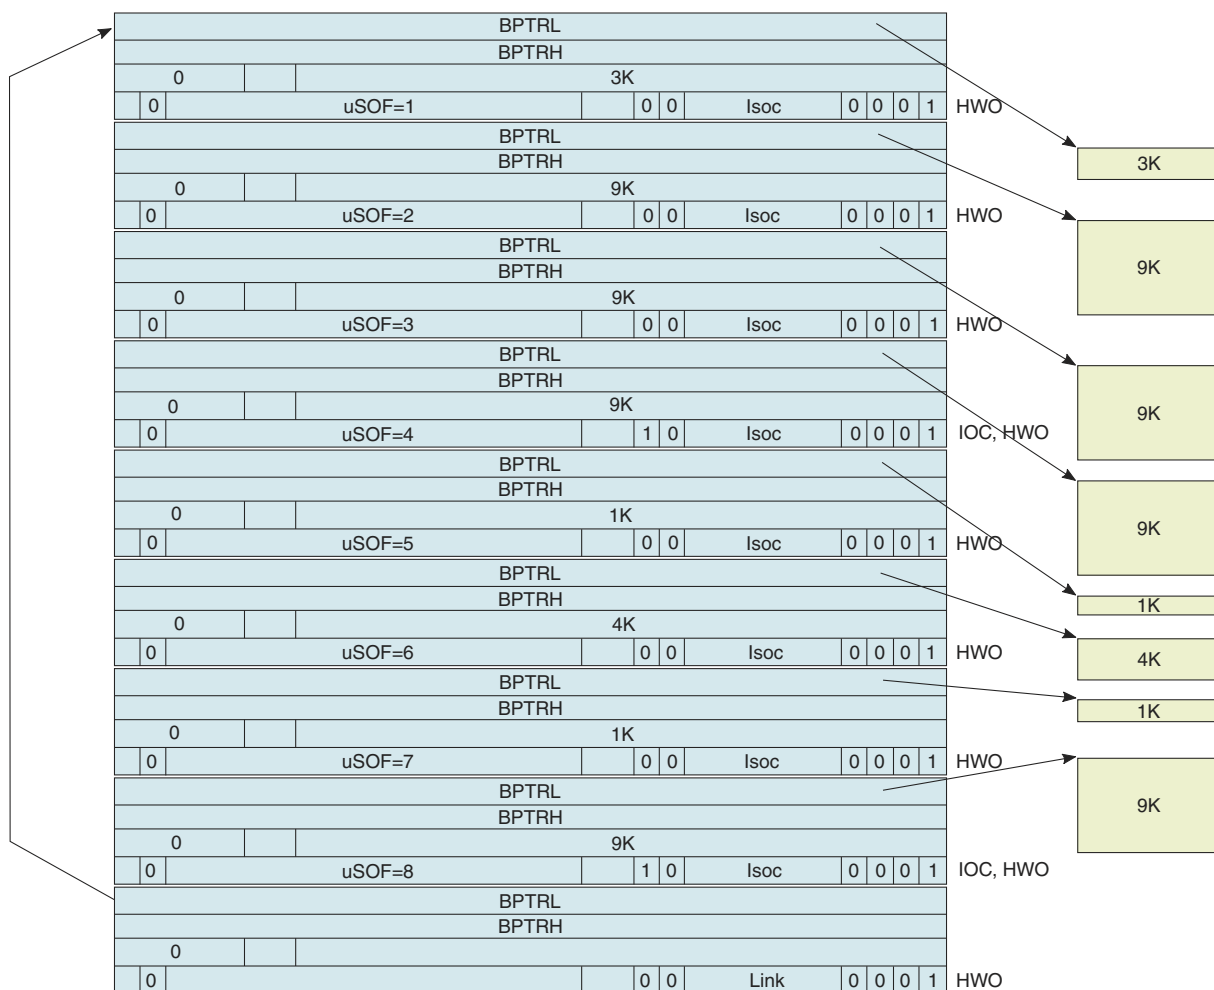 BPTRL
BPTRH
0 3K
0 uSOF=1 0 0 Isoc 0 0 0 1 HWO
BPTRL
BPTRH
3K
0 9K
0 uSOF=2 0 0 Isoc 0 0 0 1 HWO
BPTRL
BPTRH
9K
0 9K
0 uSOF=3 0 0 Isoc 0 0 0 1 HWO
BPTRL
BPTRH
0 9K
9K
0 uSOF=4 1 0 Isoc 0 0 0 1 IOC, HWO
BPTRL
BPTRH
0 1K
9K
0 uSOF=5 0 0 Isoc 0 0 0 1 HWO
BPTRL
BPTRH
1K
0 4K
0 uSOF=6 0 0 Isoc 0 0 0 1 HWO
4K
BPTRL
BPTRH
1K
0 1K
0 uSOF=7 0 0 Isoc 0 0 0 1 HWO
BPTRL
BPTRH
9K
0 9K
0 uSOF=8 1 0 Isoc 0 0 0 1 IOC, HWO
BPTRL
BPTRH
0
0 0 0 Link 0 0 0 1 HWO